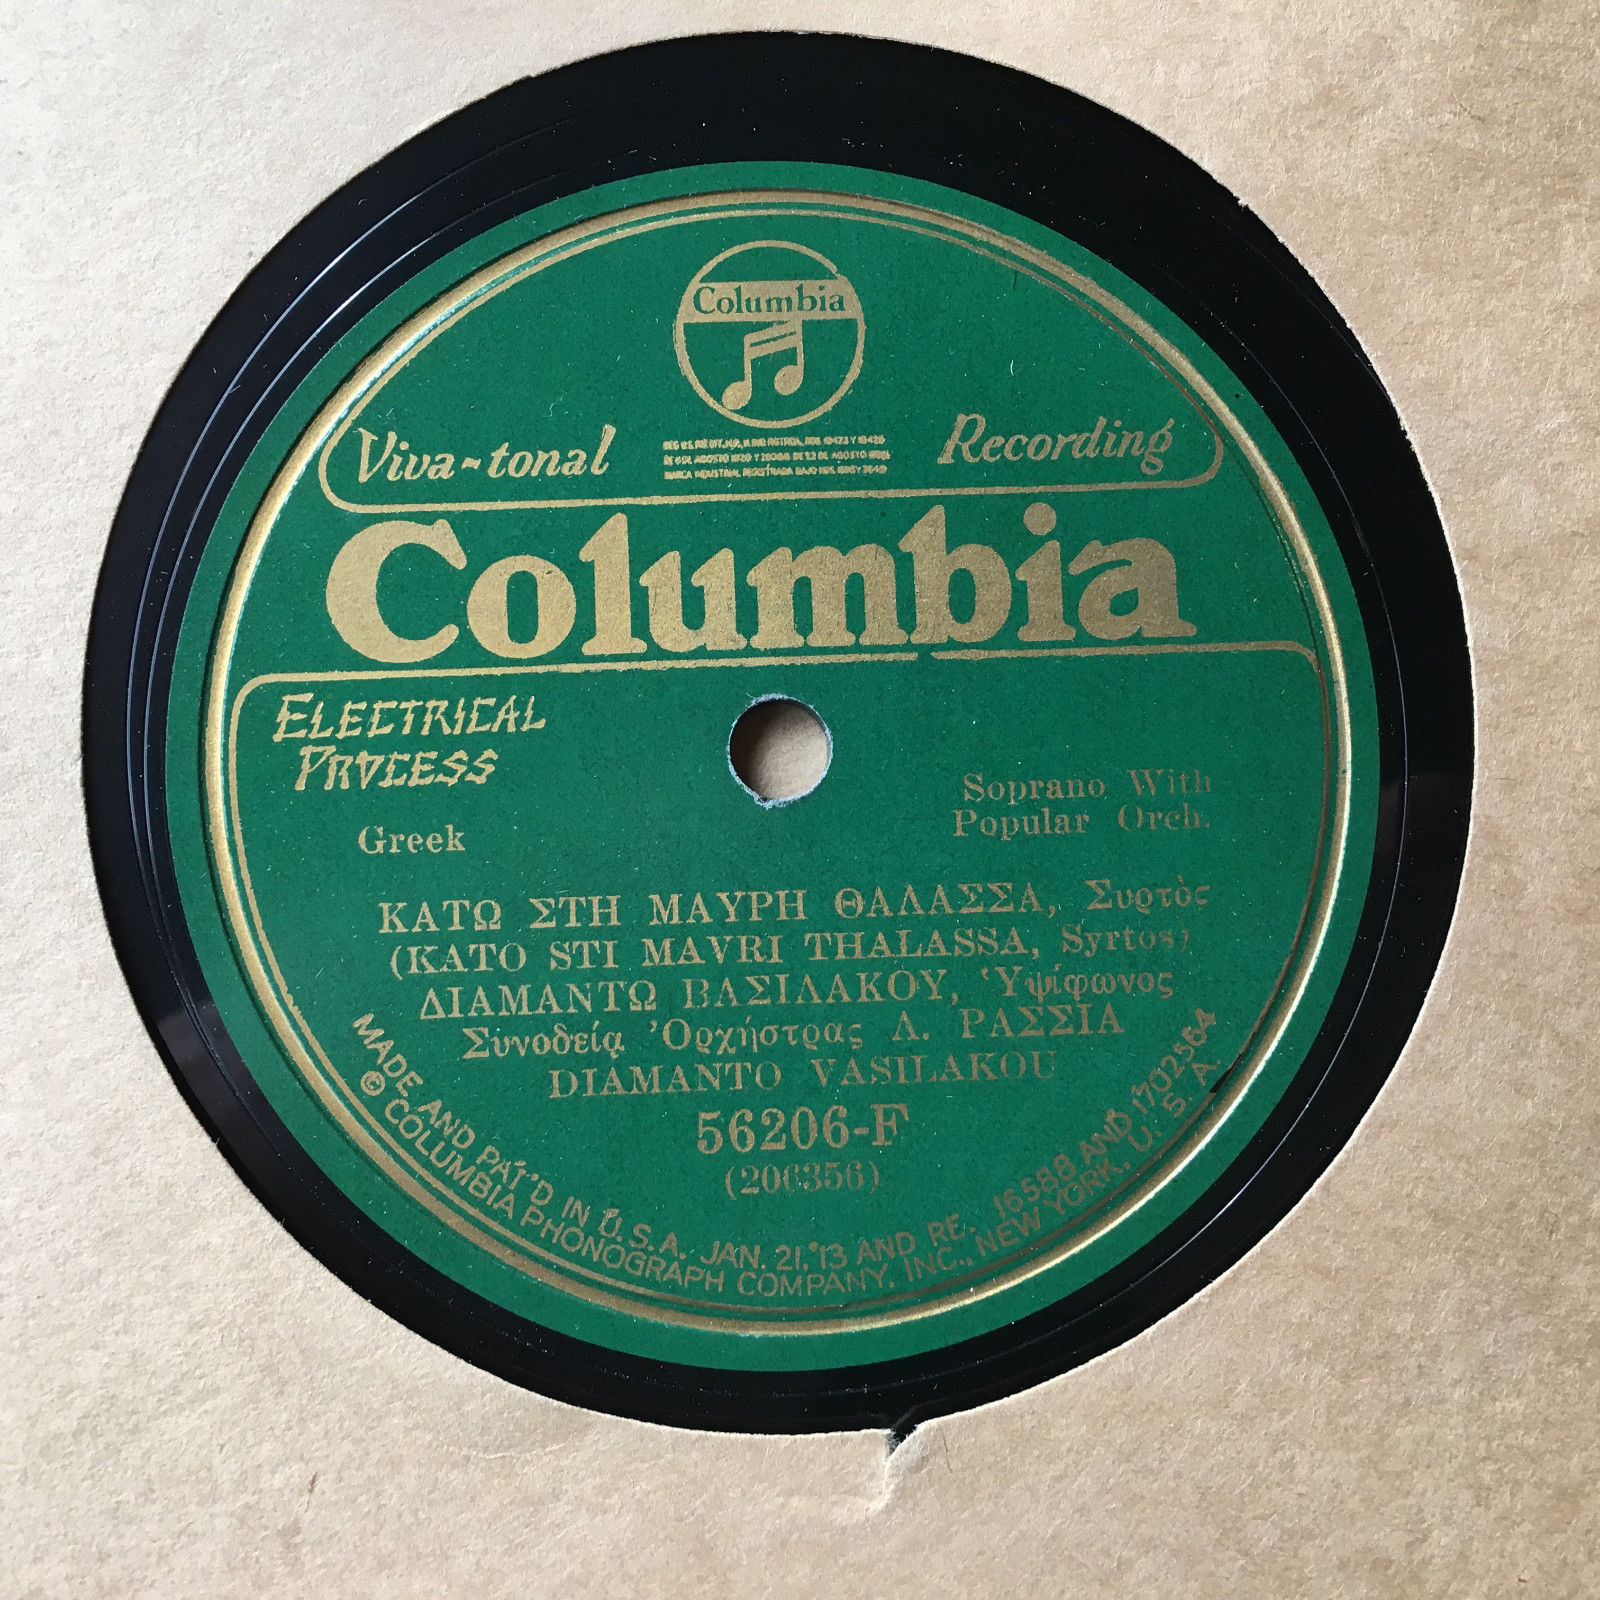 Columbia
Viva-tonal Recording
Columbia
ELECTRICAL
PROCESS
Soprano With
Popular Orch.
Greek
ΚΑΤΩ ΣΤΗ ΜΑΥΡΗ ΘΑΛΑΣΣΑ, Συρτὸς
(KATO STI MAVRI THALASSA, Syrtos)
ΔΙΑΜΑΝΤΩ ΒΑΣΙΛΑΚΟΥ, Ὑψίφωνος
Συνοδείᾳ Ὀρχήστρας Λ. ΡΑΣΣΙΑ
DIAMANTO VASILAKOU
56206-F
(206356)
MADE AND PAT'D IN U.S.A. JAN. 21,'13 AND RE. 16588 AND 1702564
© COLUMBIA PHONOGRAPH COMPANY, INC., NEW YORK, U.S.A.